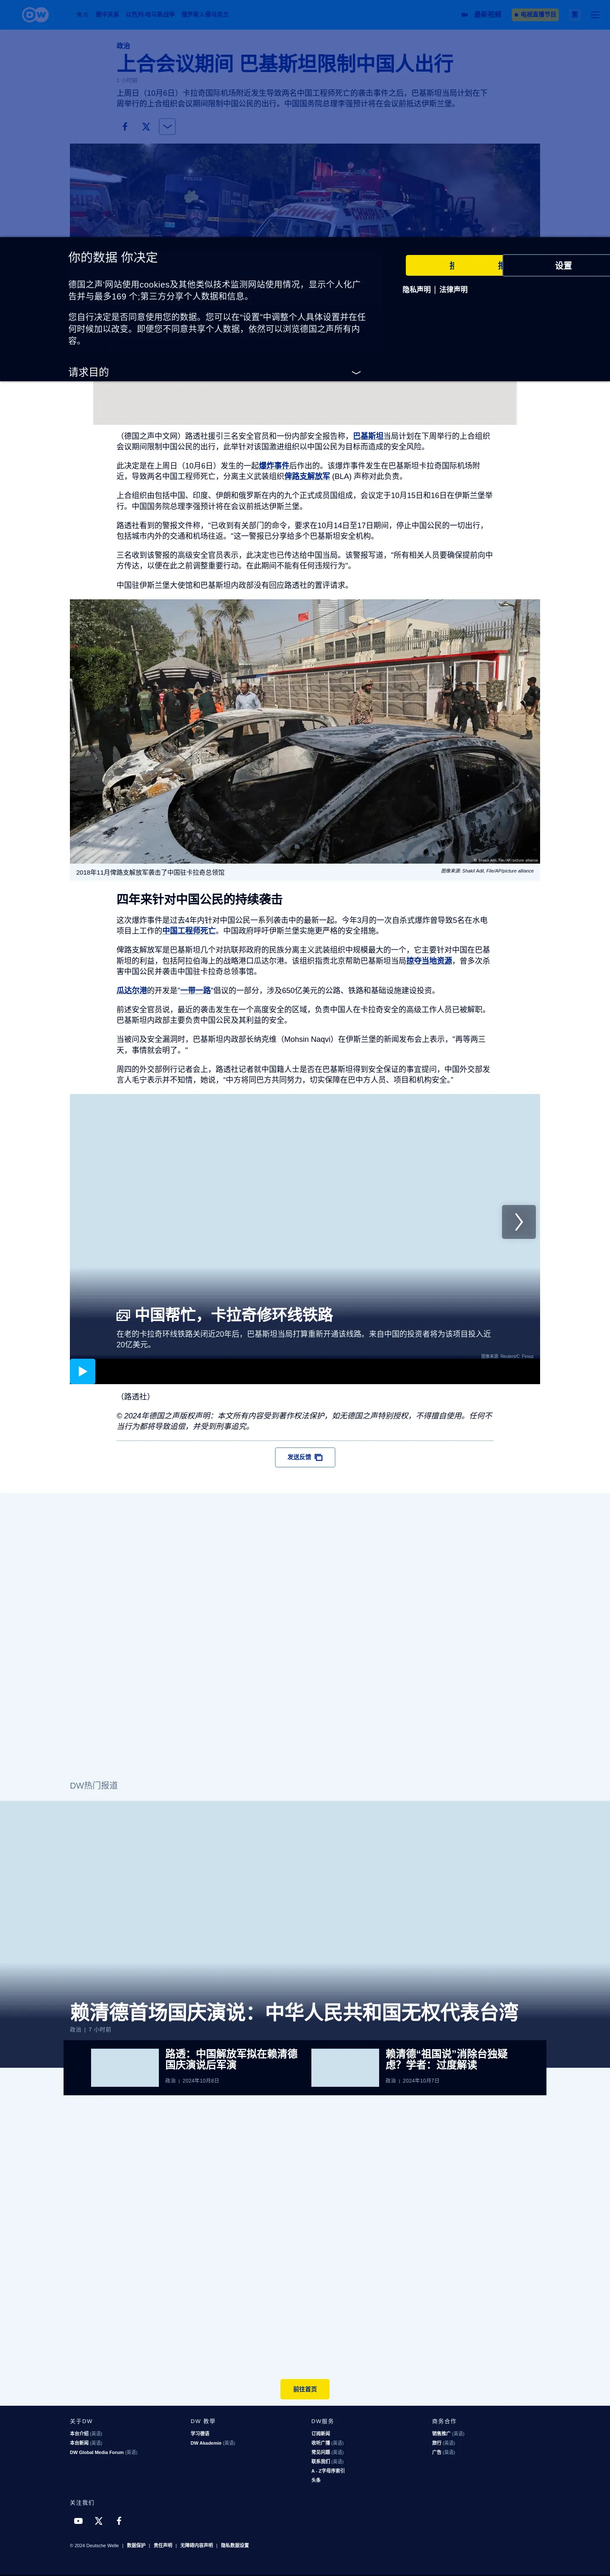 DW
德中关系
以色列-哈马斯战争
俄罗斯入侵乌克兰
最新视频
电视直播节目
繁
政治
上合会议期间 巴基斯坦限制中国人出行
上周日（10月6日）卡拉奇国际机场附近发生导致两名中国工程师死亡的袭击事件之后，巴基斯坦当局计划在下
周举行的上合组织会议期间限制中国公民的出行。中国国务院总理李强预计将在会议前抵达伊斯兰堡。
POLICE
你的数据 你决定
德国之声‘网站使用cookies及其他类似技术监测网站使用情况，显示个人化广
告并与最多169 个;第三方分享个人数据和信息。
您自行决定是否同意使用您的数据。您可以在“设置”中调整个人具体设置并在任
何时候加以改变。即便您不同意共享个人数据，依然可以浏览德国之声所有内
容。
请求目的
设置
隐私声明 | 法律声明
（德国之声中文网）路透社援引三名安全官员和一份内部安全报告称，巴基斯坦当局计划在下周举行的上合组织
会议期间限制中国公民的出行，此举针对该国激进组织以中国公民为目标而造成的安全风险。
此决定是在上周日（10月6日）发生的一起爆炸事件后作出的。该爆炸事件发生在巴基斯坦卡拉奇国际机场附
近，导致两名中国工程师死亡，分离主义武装组织俾路支解放军 (BLA) 声称对此负责。
上合组织由包括中国、印度、伊朗和俄罗斯在内的九个正式成员国组成，会议定于10月15日和16日在伊斯兰堡举
行。中国国务院总理李强预计将在会议前抵达伊斯兰堡。
路透社看到的警报文件称，"已收到有关部门的命令，要求在10月14日至17日期间，停止中国公民的一切出行，
包括城市内外的交通和机场往返。"这一警报已分享给多个巴基斯坦安全机构。
三名收到该警报的高级安全官员表示，此决定也已传达给中国当局。该警报写道，"所有相关人员要确保提前向中
方传达，以便在此之前调整重要行动。在此期间不能有任何违规行为"。
中国驻伊斯兰堡大使馆和巴基斯坦内政部没有回应路透社的置评请求。
2018年11月俾路支解放军袭击了中国驻卡拉奇总领馆
图像来源: Shakil Adil, File/AP/picture alliance
四年来针对中国公民的持续袭击
这次爆炸事件是过去4年内针对中国公民一系列袭击中的最新一起。今年3月的一次自杀式爆炸曾导致5名在水电
项目上工作的中国工程师死亡。中国政府呼吁伊斯兰堡实施更严格的安全措施。
俾路支解放军是巴基斯坦几个对抗联邦政府的民族分离主义武装组织中规模最大的一个，它主要针对中国在巴基
斯坦的利益，包括阿拉伯海上的战略港口瓜达尔港。该组织指责北京帮助巴基斯坦当局掠夺当地资源，曾多次杀
害中国公民并袭击中国驻卡拉奇总领事馆。
瓜达尔港的开发是"一带一路"倡议的一部分，涉及650亿美元的公路、铁路和基础设施建设投资。
前述安全官员说，最近的袭击发生在一个高度安全的区域，负责中国人在卡拉奇安全的高级工作人员已被解职。
巴基斯坦内政部主要负责中国公民及其利益的安全。
当被问及安全漏洞时，巴基斯坦内政部长纳克维（Mohsin Naqvi）在伊斯兰堡的新闻发布会上表示，"再等两三
天，事情就会明了。"
周四的外交部例行记者会上，路透社记者就中国籍人士是否在巴基斯坦得到安全保证的事宜提问，中国外交部发
言人毛宁表示并不知情，她说，“中方将同巴方共同努力，切实保障在巴中方人员、项目和机构安全。”
中国帮忙，卡拉奇修环线铁路
在老的卡拉奇环线铁路关闭近20年后，巴基斯坦当局打算重新开通该线路。来自中国的投资者将为该项目投入近
20亿美元。
（路透社）
© 2024年德国之声版权声明：本文所有内容受到著作权法保护，如无德国之声特别授权，不得擅自使用。任何不
当行为都将导致追偿，并受到刑事追究。
发送反馈
DW热门报道
赖清德首场国庆演说：中华人民共和国无权代表台湾
政治 | 7 小时前
路透：中国解放军拟在赖清德
国庆演说后军演
政治 | 2024年10月8日
赖清德“祖国说”消除台独疑
虑？学者：过度解读
政治 | 2024年10月7日
前往首页
关于DW
本台介绍 (英语)
本台新闻 (英语)
DW Global Media Forum (英语)
DW 教學
学习德语
DW Akademie (英语)
DW服务
订阅新闻
收听广播 (英语)
常见问题 (英语)
联系我们 (英语)
A - Z字母序索引
头条
商务合作
销售推广 (英语)
旅行 (英语)
广告 (英语)
关注我们
© 2024 Deutsche Welle | 数据保护 | 责任声明 | 无障碍内容声明 | 隐私数据设置